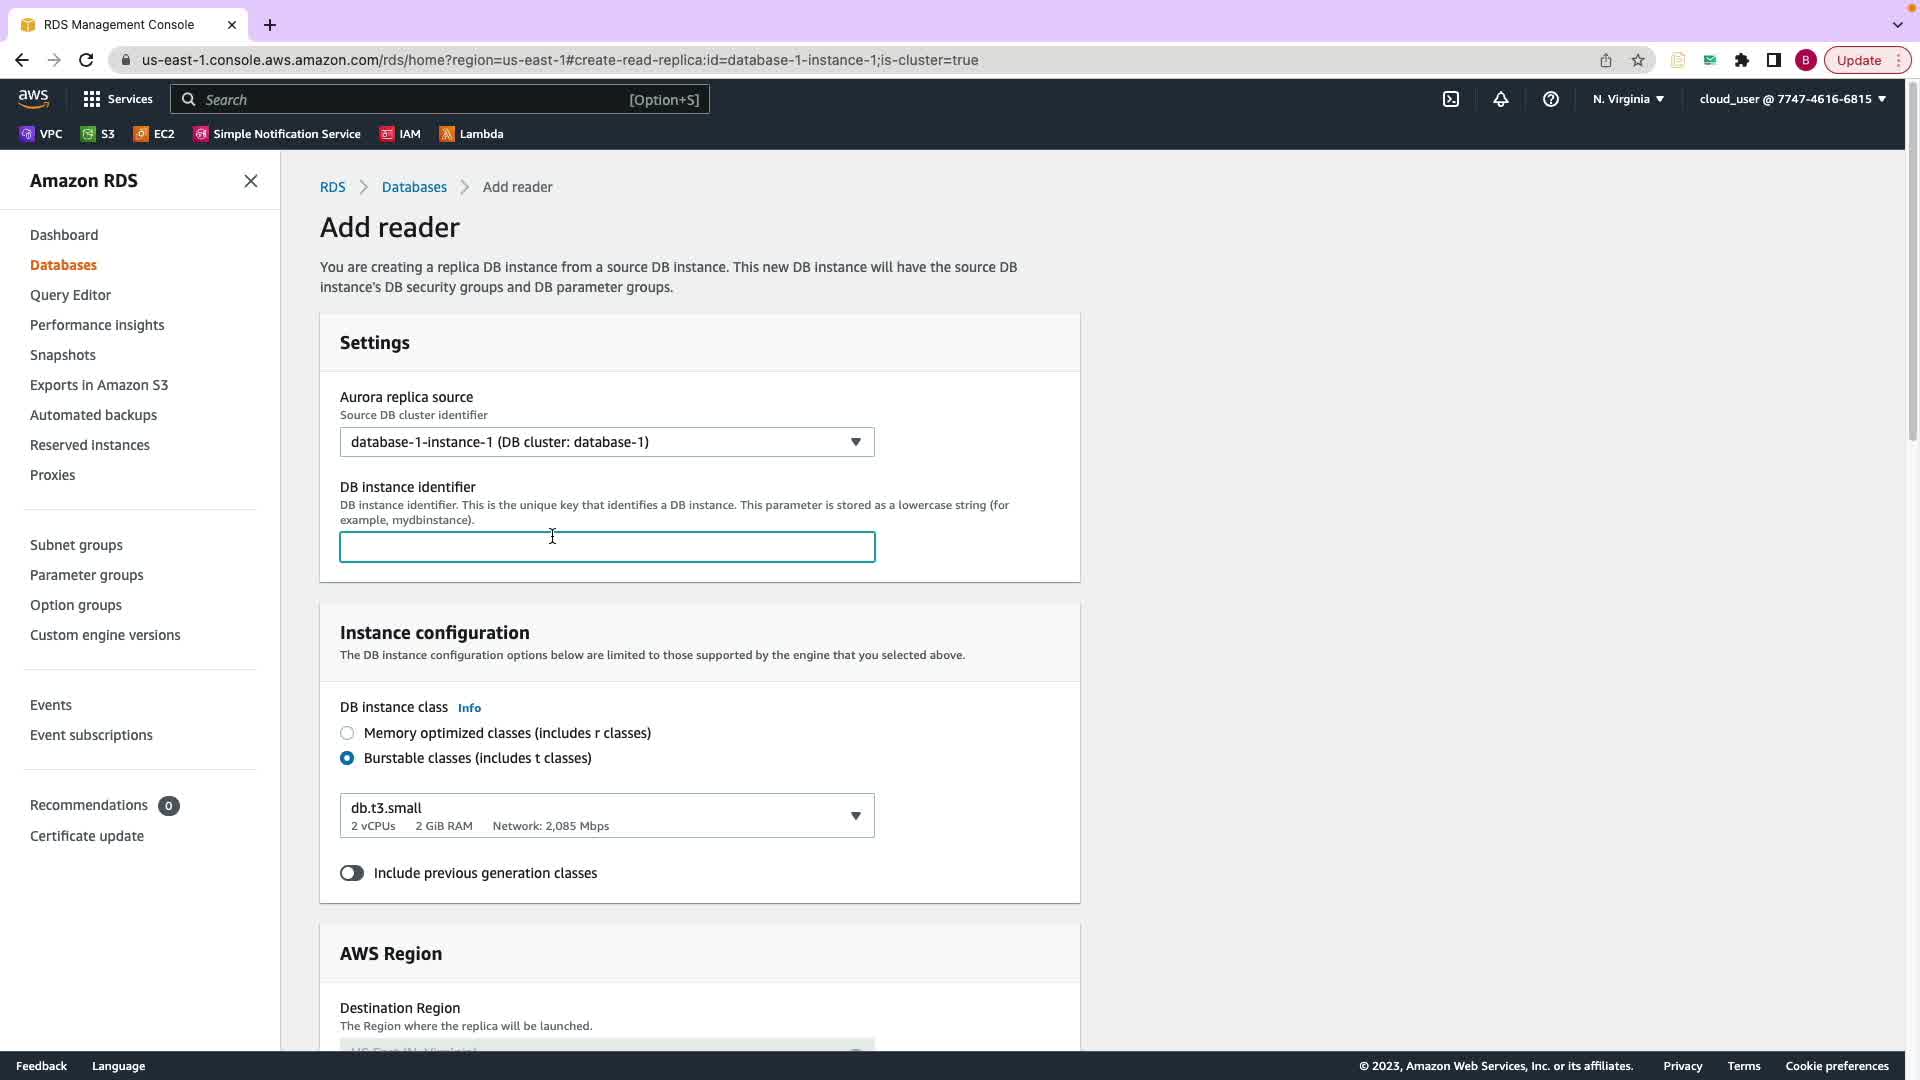 RDS Management Console
us-east-1.console.aws.amazon.com/rds/home?region=us-east-1#create-read-replica:id=database-1-instance-1;is-cluster=true
B
Update
aws
Services
Search
[Option+S]
N. Virginia
cloud_user @ 7747-4616-6815
VPC
S3
EC2
Simple Notification Service
IAM
Lambda
Amazon RDS
Dashboard
Databases
Query Editor
Performance insights
Snapshots
Exports in Amazon S3
Automated backups
Reserved instances
Proxies
Subnet groups
Parameter groups
Option groups
Custom engine versions
Events
Event subscriptions
Recommendations 0
Certificate update
RDS
Databases
Add reader
Add reader
You are creating a replica DB instance from a source DB instance. This new DB instance will have the source DB
instance's DB security groups and DB parameter groups.
Settings
Aurora replica source
Source DB cluster identifier
database-1-instance-1 (DB cluster: database-1)
DB instance identifier
DB instance identifier. This is the unique key that identifies a DB instance. This parameter is stored as a lowercase string (for
example, mydbinstance).
Instance configuration
The DB instance configuration options below are limited to those supported by the engine that you selected above.
DB instance class Info
Memory optimized classes (includes r classes)
Burstable classes (includes t classes)
db.t3.small
2 vCPUs 2 GiB RAM Network: 2,085 Mbps
Include previous generation classes
AWS Region
Destination Region
The Region where the replica will be launched.
Feedback
Language
© 2023, Amazon Web Services, Inc. or its affiliates.
Privacy
Terms
Cookie preferences